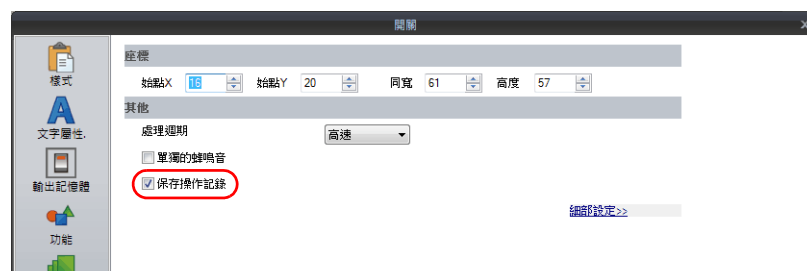 開關
樣式
文字屬性.
輸出記憶體
功能
座標
始點X 16 始點Y 20 同寬 61 高度 57
其他
處理週期 高速
單獨的蜂鳴音
保存操作記錄
細部設定>>